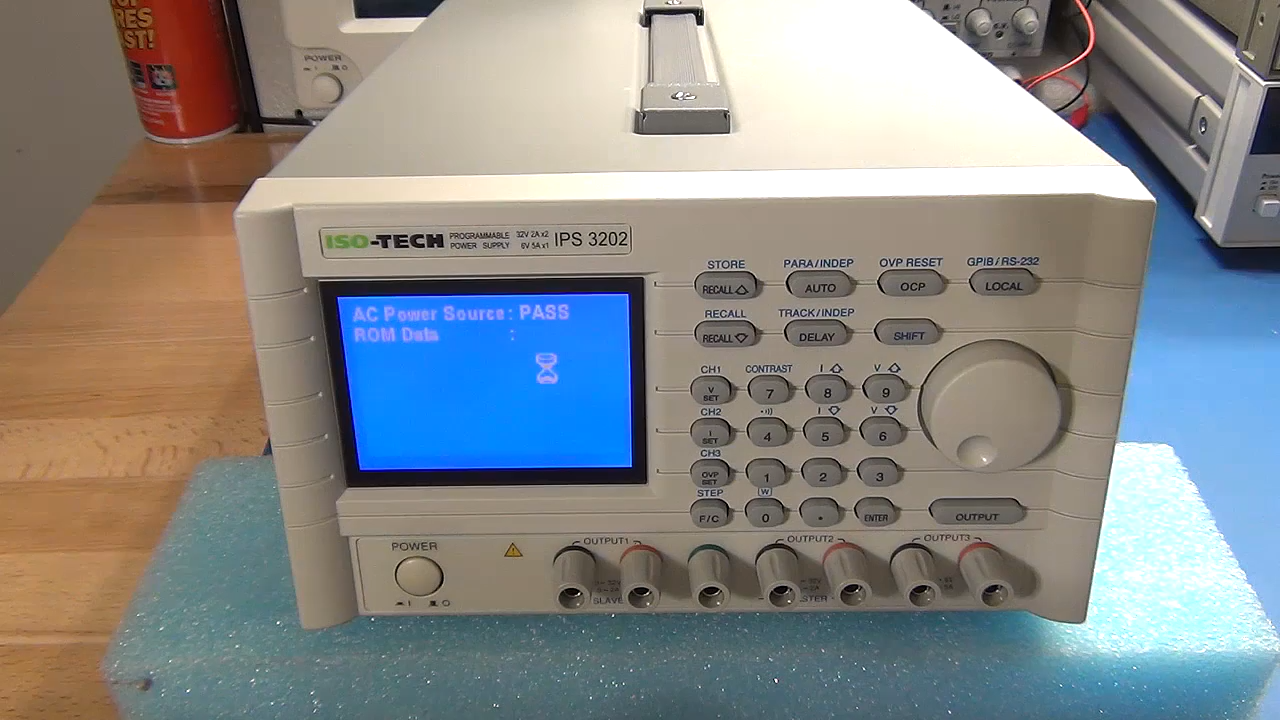 RES
ST!
POWER
ISO-TECH PROGRAMMABLE POWER SUPPLY 32V 2A x2 6V 5A x1 IPS 3202
AC Power Source : PASS
ROM Data :
STORE PARA/INDEP OVP RESET GPIB/RS-232
RECALL AUTO OCP LOCAL
RECALL TRACK/INDEP
RECALL DELAY SHIFT
CH1 CONTRAST I V
V SET 7 8 9
CH2 I V
I SET 4 5 6
CH3
OVP SET 1 2 3
STEP W
F/C 0 • ENTER OUTPUT
POWER OUTPUT1 OUTPUT2 OUTPUT3
SLAVE